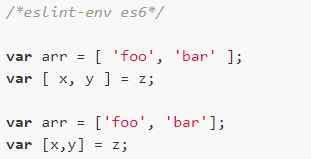 /*eslint-env es6*/
var arr = [ 'foo', 'bar' ];
var [ x, y ] = z;
var arr = ['foo', 'bar'];
var [x,y] = z;